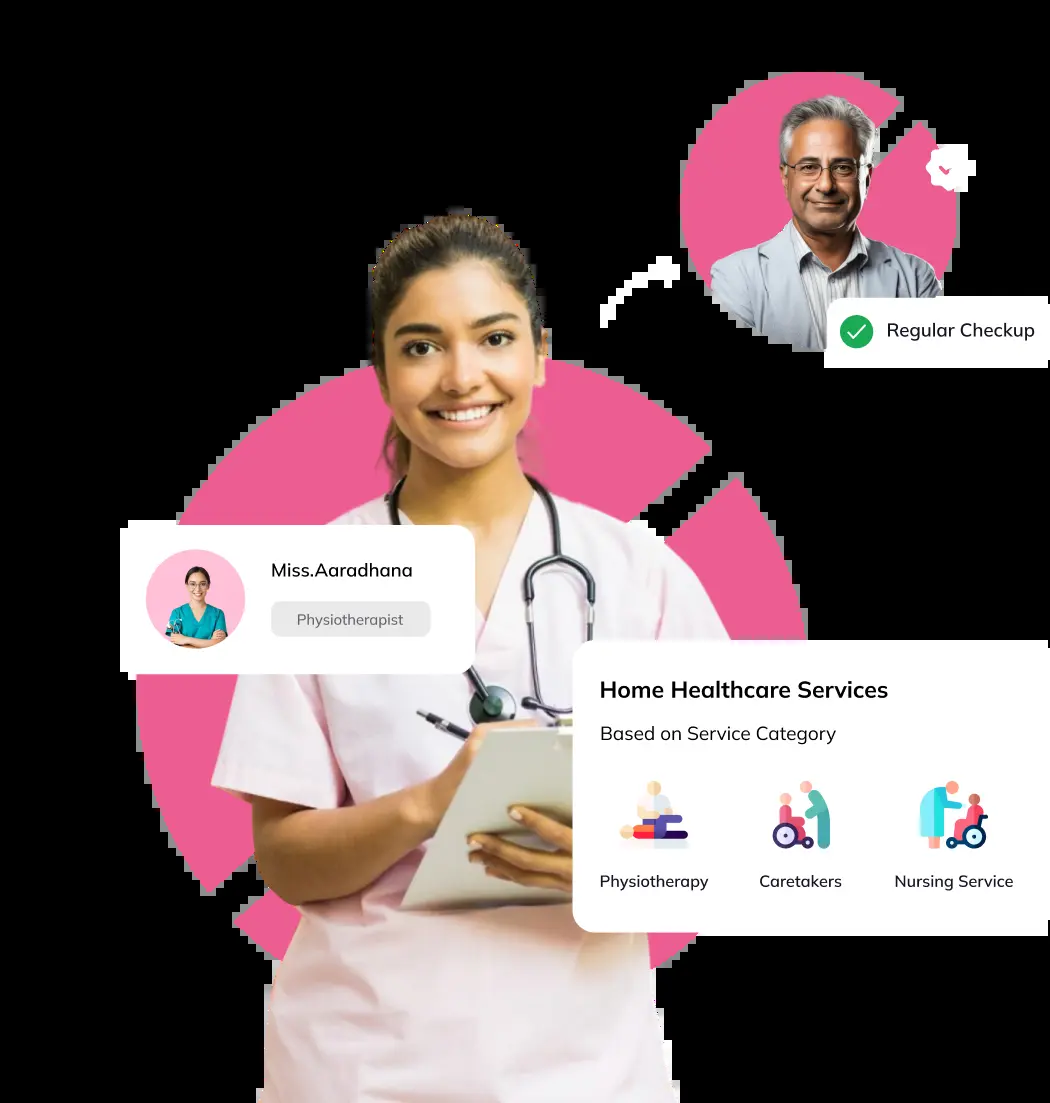 Regular Checkup
Miss.Aaradhana
Physiotherapist
Home Healthcare Services
Based on Service Category
Physiotherapy
Caretakers
Nursing Service